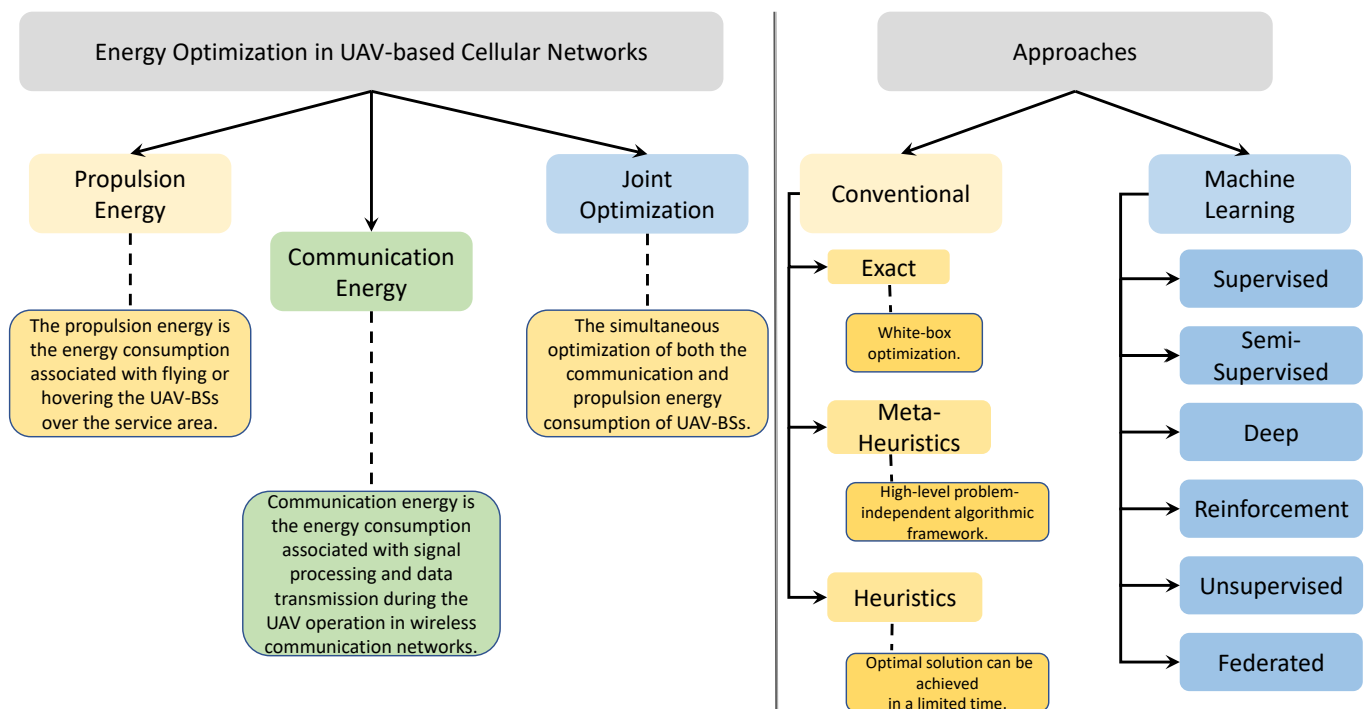 Energy Optimization in UAV-based Cellular Networks
Propulsion
Energy
Communication
Energy
Joint
Optimization
The propulsion energy is
the energy consumption
associated with flying or
hovering the UAV-BSs
over the service area.
Communication energy is
the energy consumption
associated with signal
processing and data
transmission during the
UAV operation in wireless
communication networks.
The simultaneous
optimization of both the
communication and
propulsion energy
consumption of UAV-BSs.
Approaches
Conventional
Exact
White-box
optimization.
Meta-
Heuristics
High-level problem-
independent algorithmic
framework.
Heuristics
Optimal solution can be
achieved
in a limited time.
Machine
Learning
Supervised
Semi-
Supervised
Deep
Reinforcement
Unsupervised
Federated